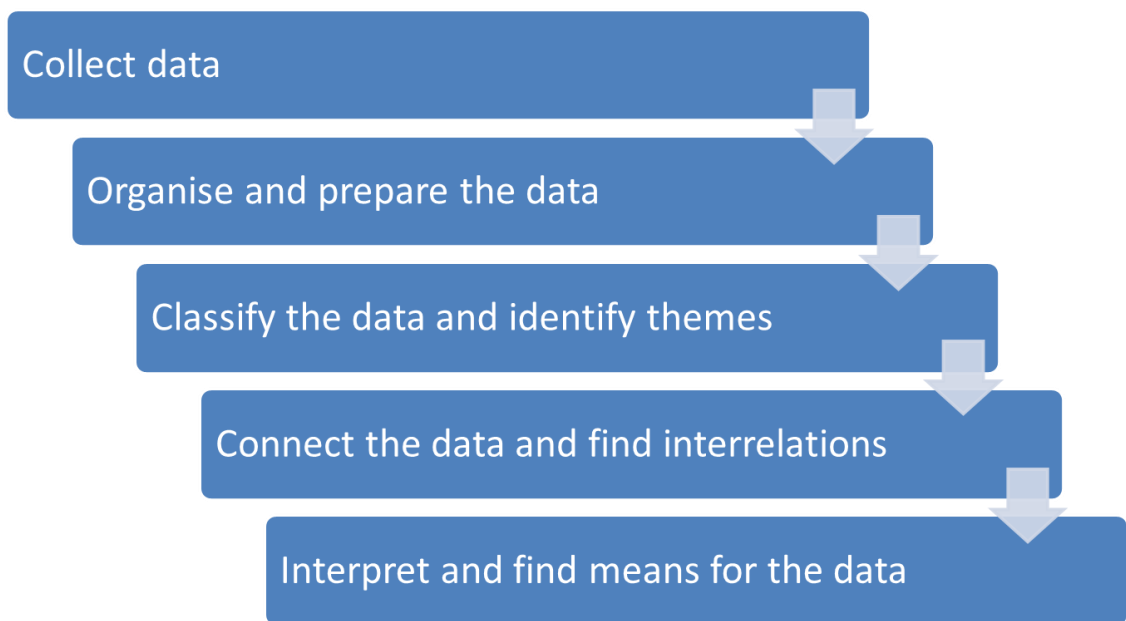 Collect data
Organise and prepare the data
Classify the data and identify themes
Connect the data and find interrelations
Interpret and find means for the data